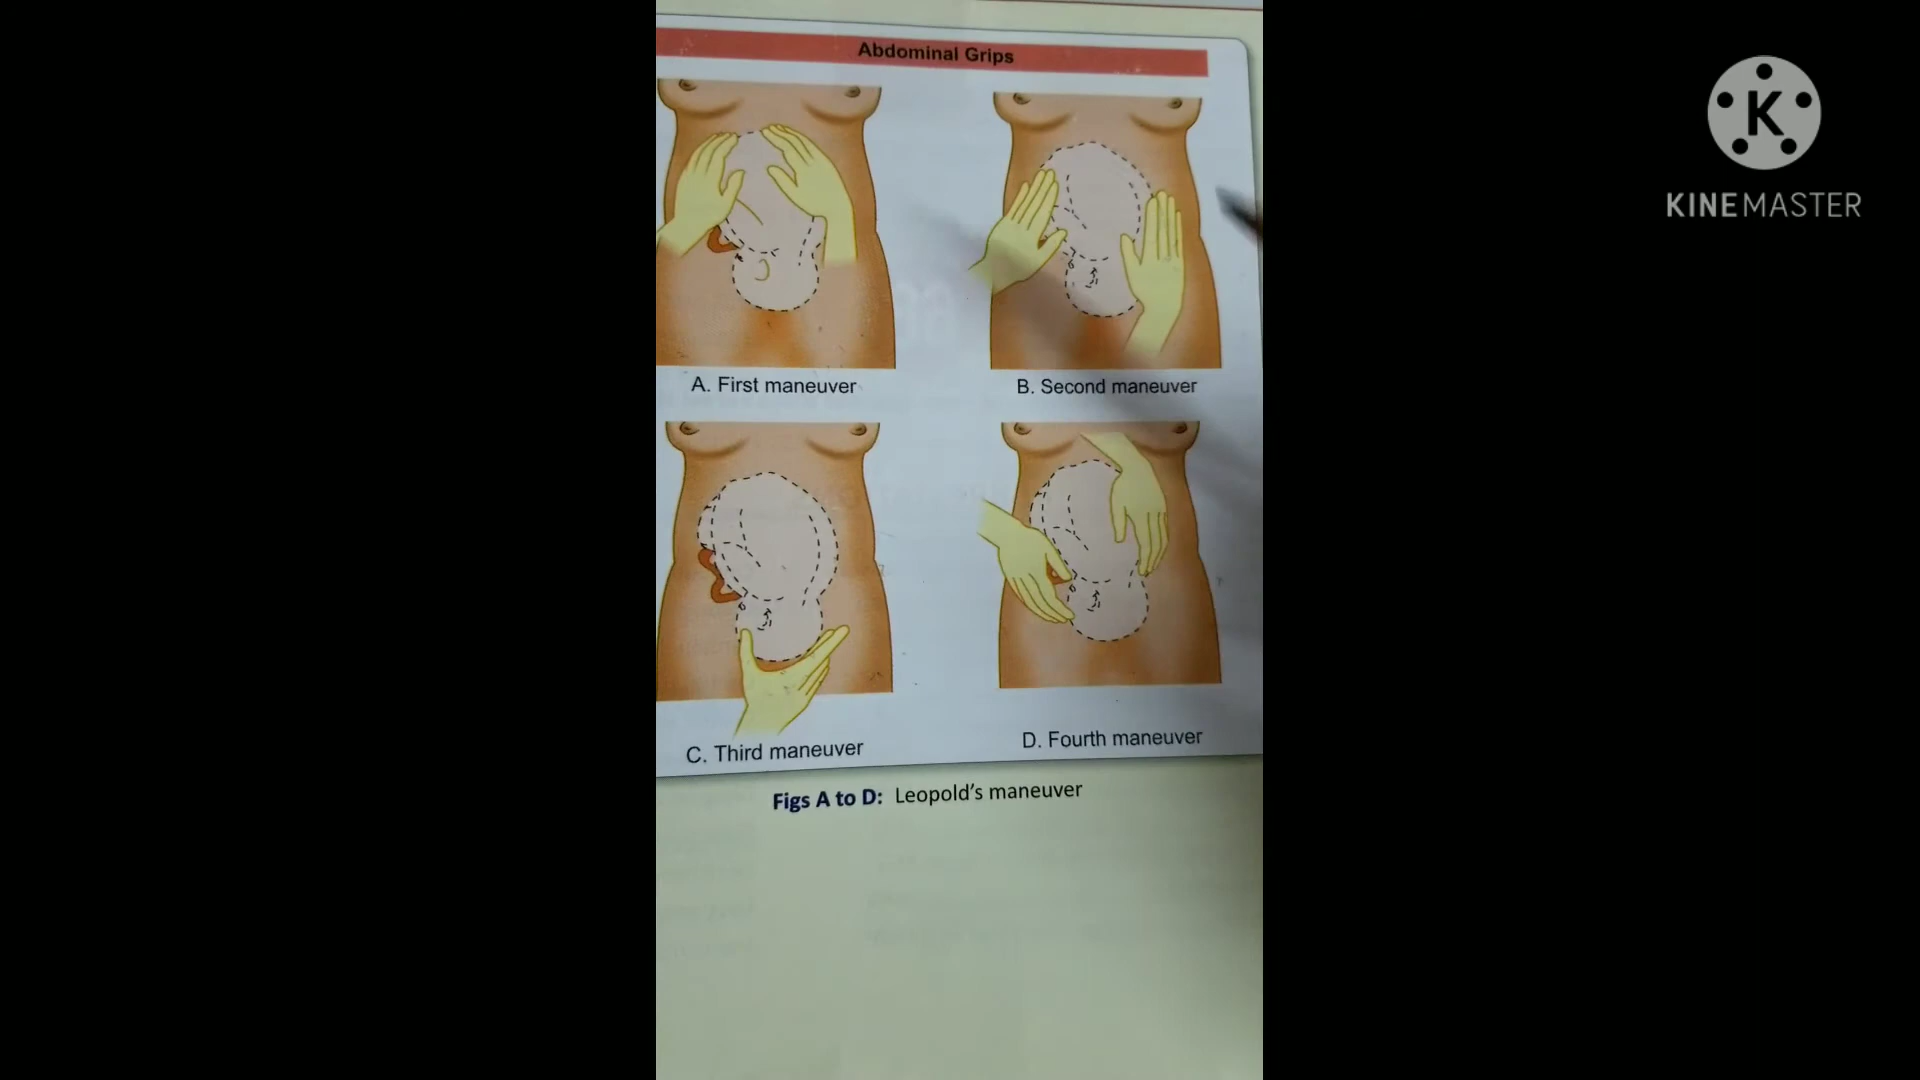 Abdominal Grips
A. First maneuver
B. Second maneuver
C. Third maneuver
D. Fourth maneuver
Figs A to D: Leopold's maneuver
K
KINEMASTER